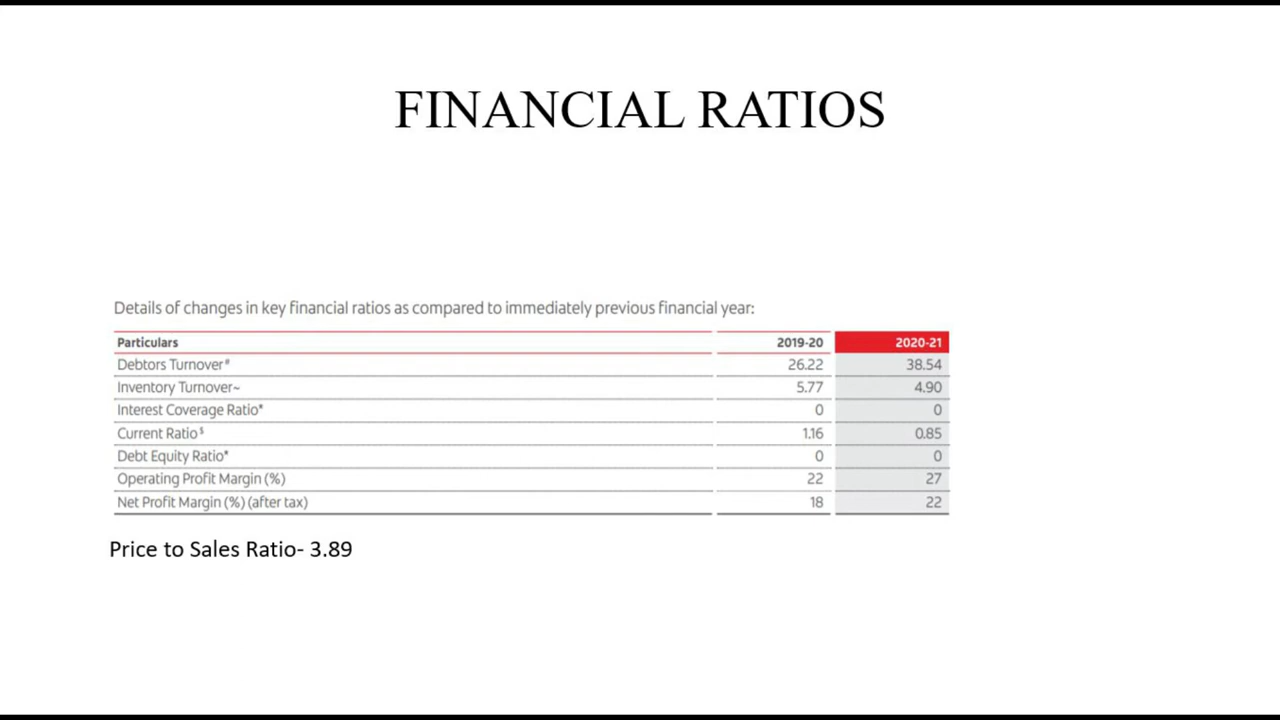 FINANCIAL RATIOS
Details of changes in key financial ratios as compared to immediately previous financial year:
Particulars 2019-20 2020-21
Debtors Turnover# 26.22 38.54
Inventory Turnover~ 5.77 4.90
Interest Coverage Ratio* 0 0
Current Ratio$ 1.16 0.85
Debt Equity Ratio* 0 0
Operating Profit Margin (%) 22 27
Net Profit Margin (%) (after tax) 18 22
Price to Sales Ratio- 3.89